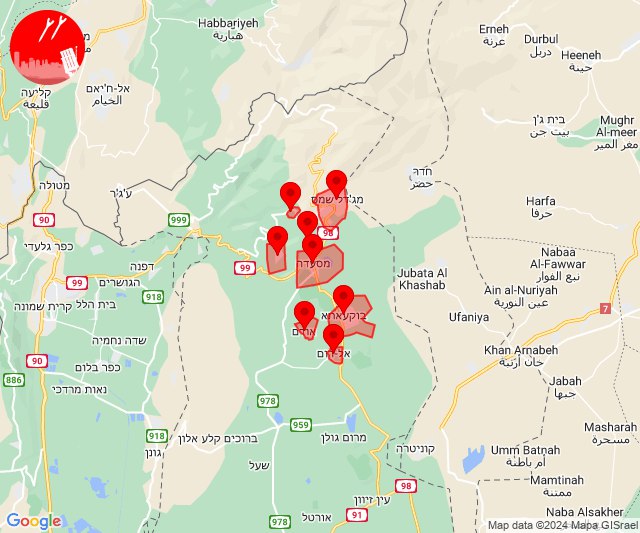 Habbariyeh
هبارية
Erneh
عرنة
Durbul
دربل
Heeneh
حينة
קליעה
قليعة
אל-ח'יאם
الخيام
Mughr
Al-meer
مغر المير
בית ג'ן
بيت جن
מטולה
ע'ג'ר
חדר
حضر
מג'דל שמס
Harfa
حرفا
90
999
98
כפר גלעדי
דפנה
99
מסעדה
Nabaa
Al-Fawwar
نبع الفوار
Jubata Al
Khashab
99
הגושרים
918
Ain al-Nuriyah
عين النورية
קרית שמונה
בית הלל
בוקעאתא
אודם
Ufaniya
7
שדה נחמיה
אל-רום
Khan Arnabeh
خان أرنبة
90
כפר בלום
886
נאות מרדכי
Jabah
جبها
978
959
918
גונן
ברוכים קלע אלון
מרום גולן
קוניטרה
Masharah
مسحرة
Umm Batnah
أم باطنة
שעל
Mamtinah
ممتنة
98
עין זיוון
Naba Alsakher
978
אורטל
91
Google
Map data ©2024 Mapa GISrael